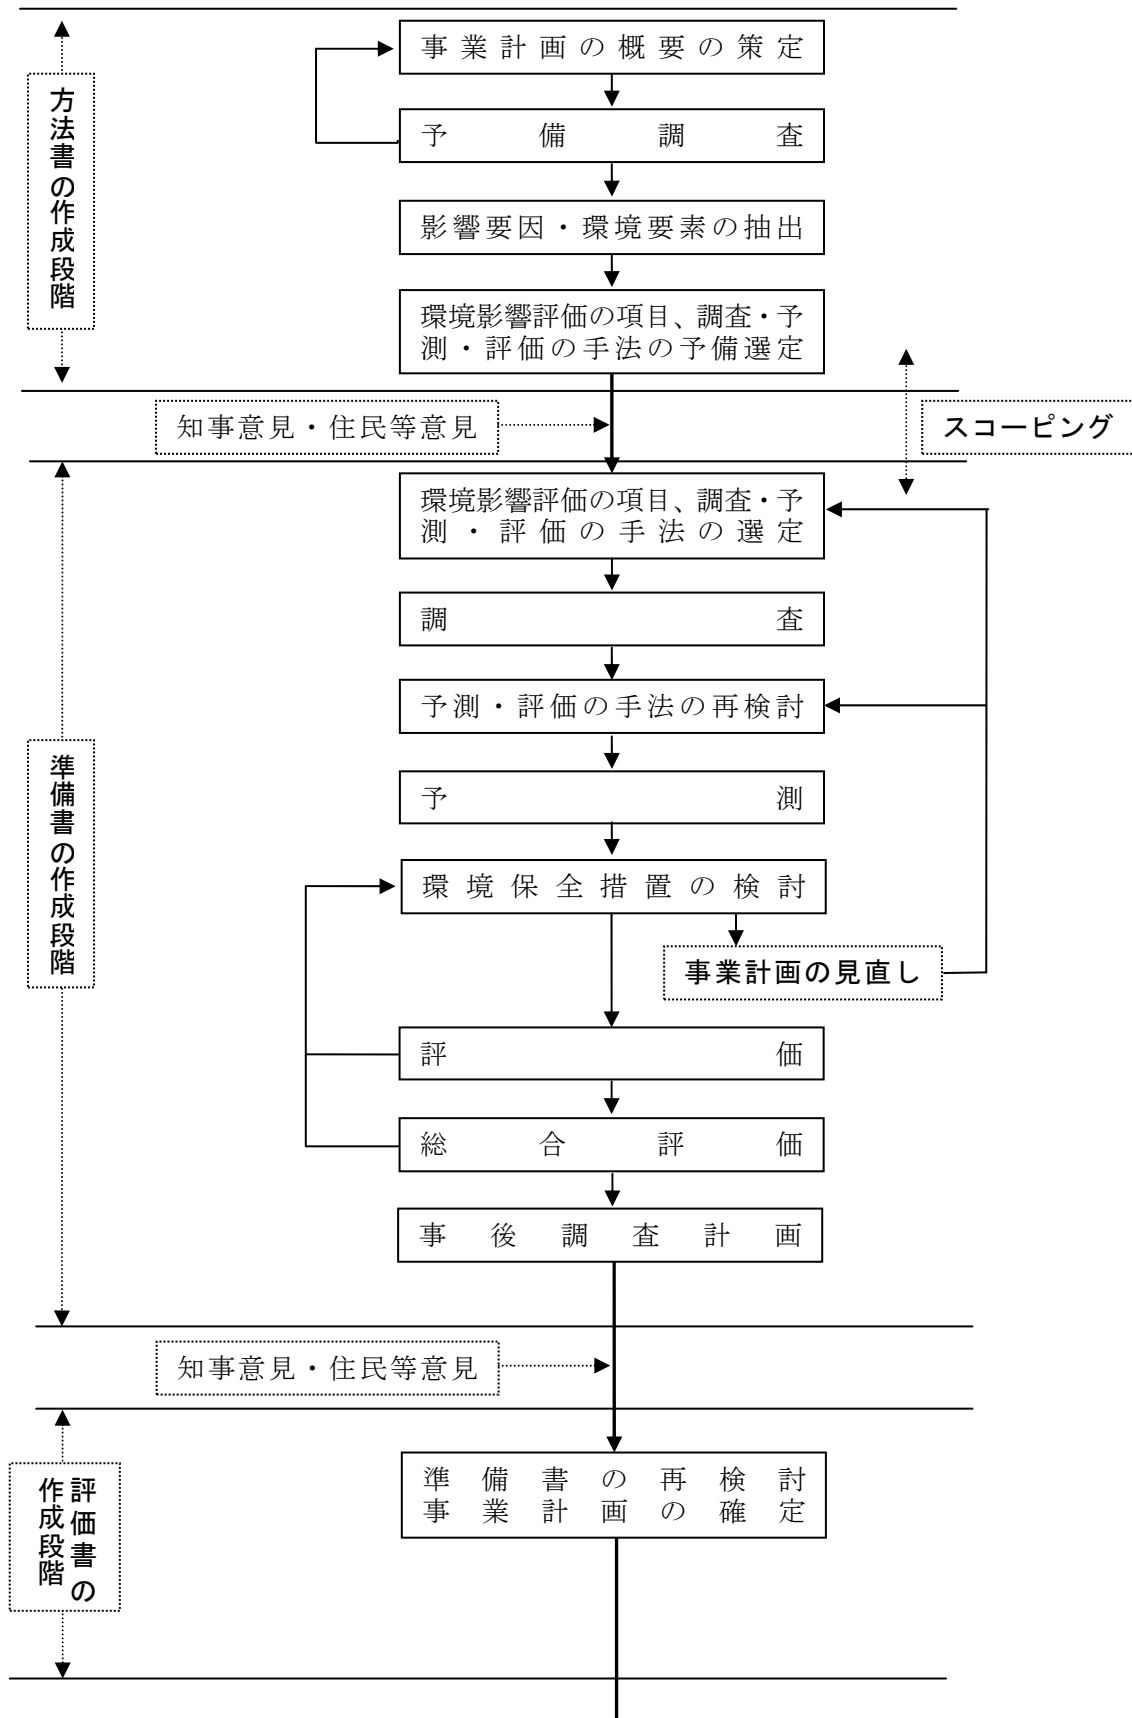 方法書の作成段階
事業計画の概要の策定
予備調査
影響要因・環境要素の抽出
環境影響評価の項目、調査・予
測・評価の手法の予備選定
知事意見・住民等意見
スコーピング
準備書の作成段階
環境影響評価の項目、調査・予
測・評価の手法の選定
調査
予測・評価の手法の再検討
予測
環境保全措置の検討
事業計画の見直し
評価
総合評価
事後調査計画
知事意見・住民等意見
評価書の
作成段階
準備書の再検討
事業計画の確定